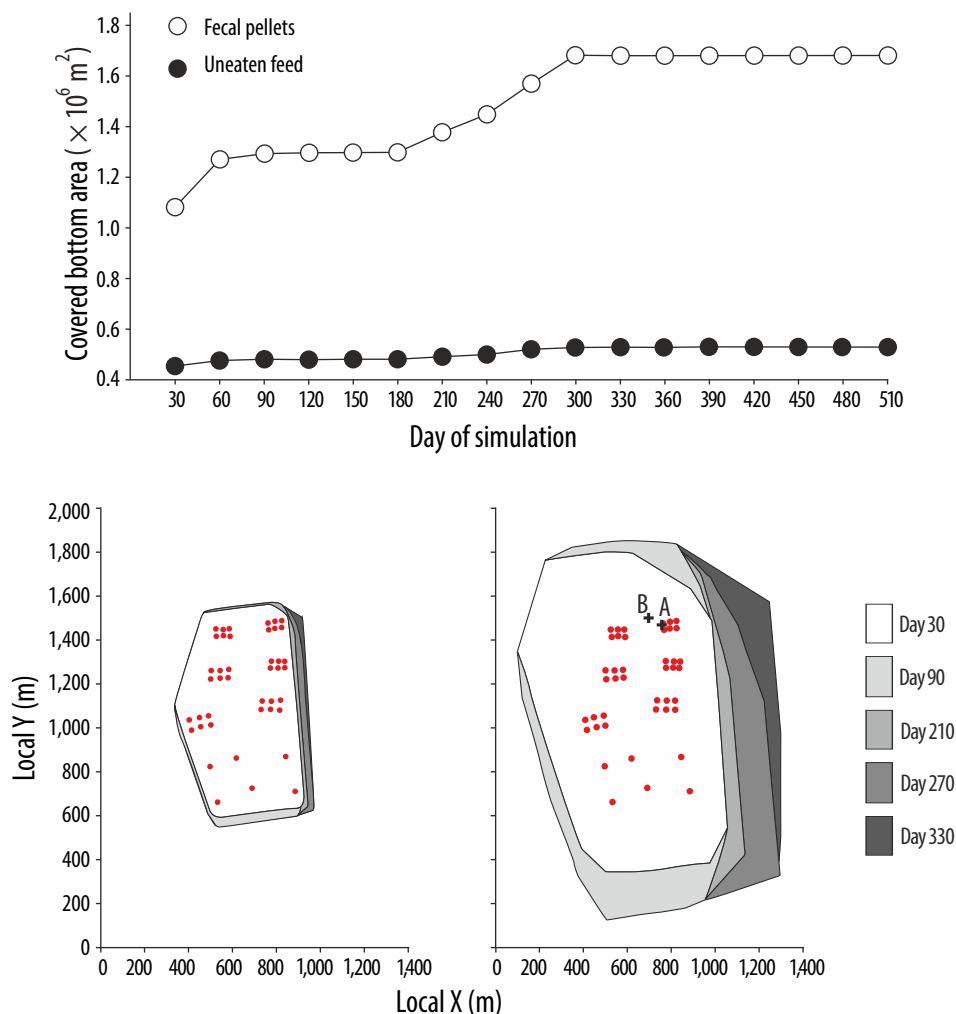 Fecal pellets
Uneaten feed
Covered bottom area (× 10⁶ m²)
1.8
1.6
1.4
1.2
1.0
0.8
0.6
0.4
30 60 90 120 150 180 210 240 270 300 330 360 390 420 450 480 510
Day of simulation
Local Y (m)
2,000
1,800
1,600
1,400
1,200
1,000
800
600
400
200
0
0 200 400 600 800 1,000 1,200 1,400
B A
0 200 400 600 800 1,000 1,200 1,400
Local X (m)
Day 30
Day 90
Day 210
Day 270
Day 330